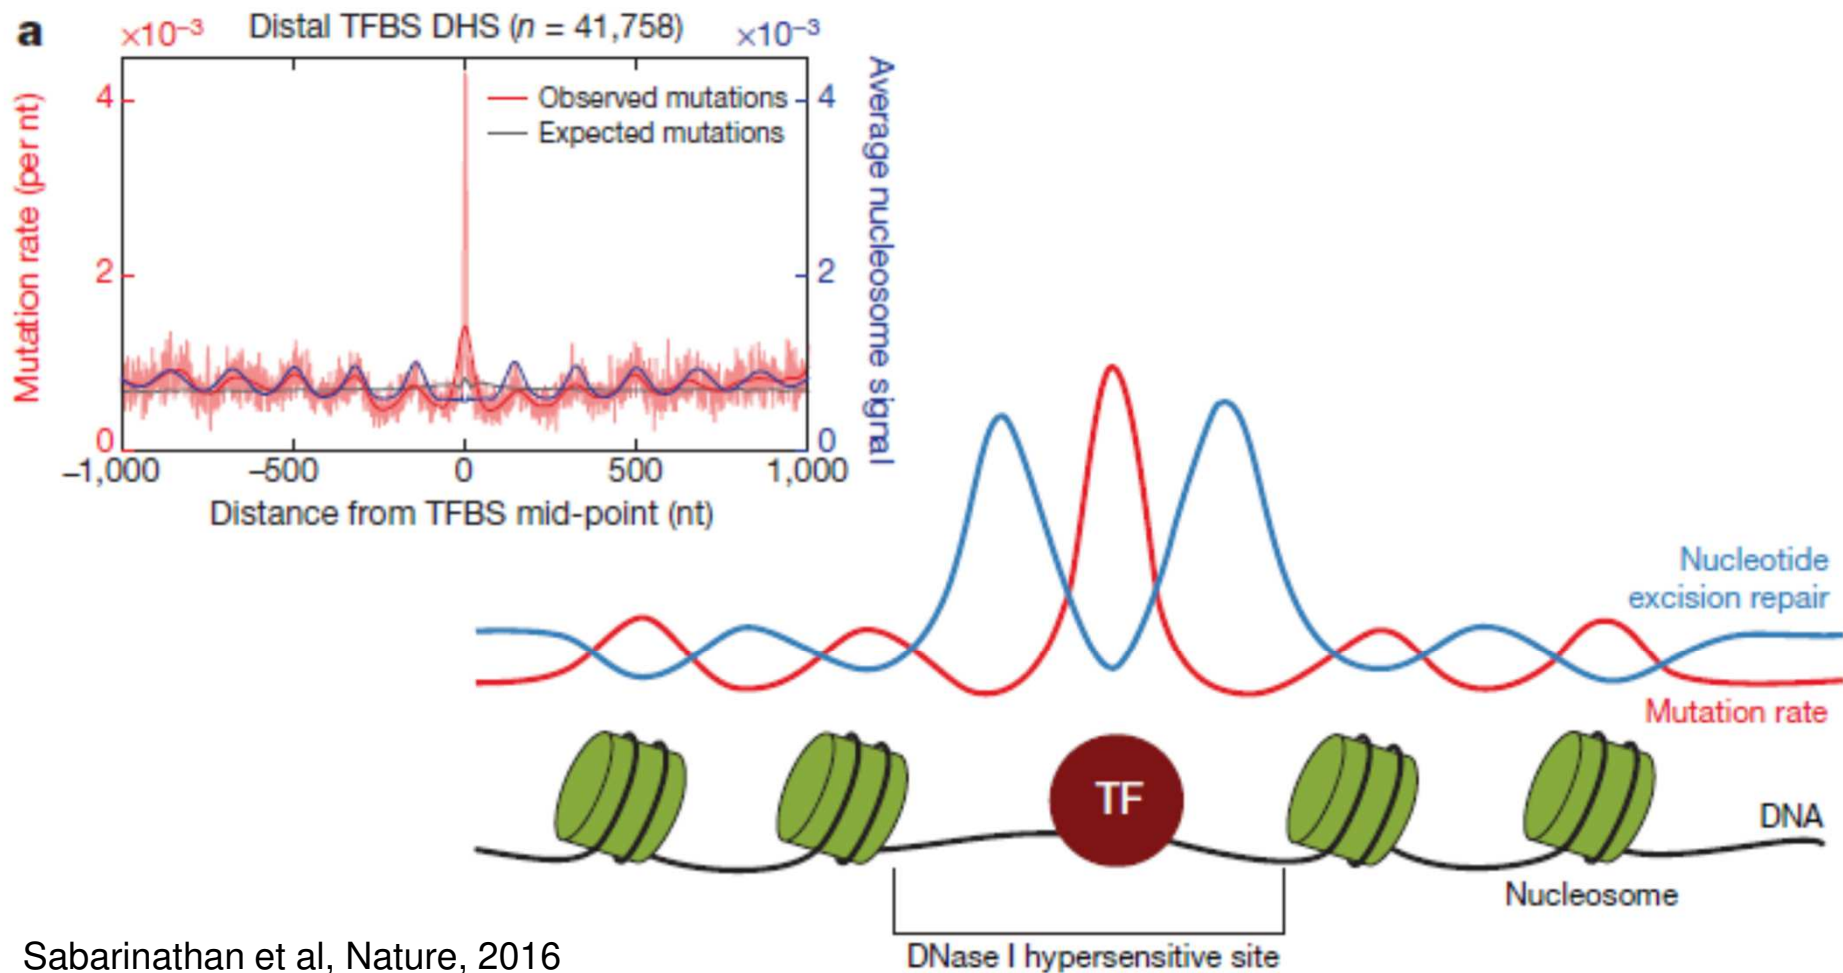 a
×10⁻³ Distal TFBS DHS (n = 41,758) ×10⁻³
Mutation rate (per nt)
4
2
0
Observed mutations
Expected mutations
4
2
0
Average nucleosome signal
–1,000 –500 0 500 1,000
Distance from TFBS mid-point (nt)
Nucleotide
excision repair
Mutation rate
TF
DNA
Nucleosome
DNase I hypersensitive site
Sabarinathan et al, Nature, 2016